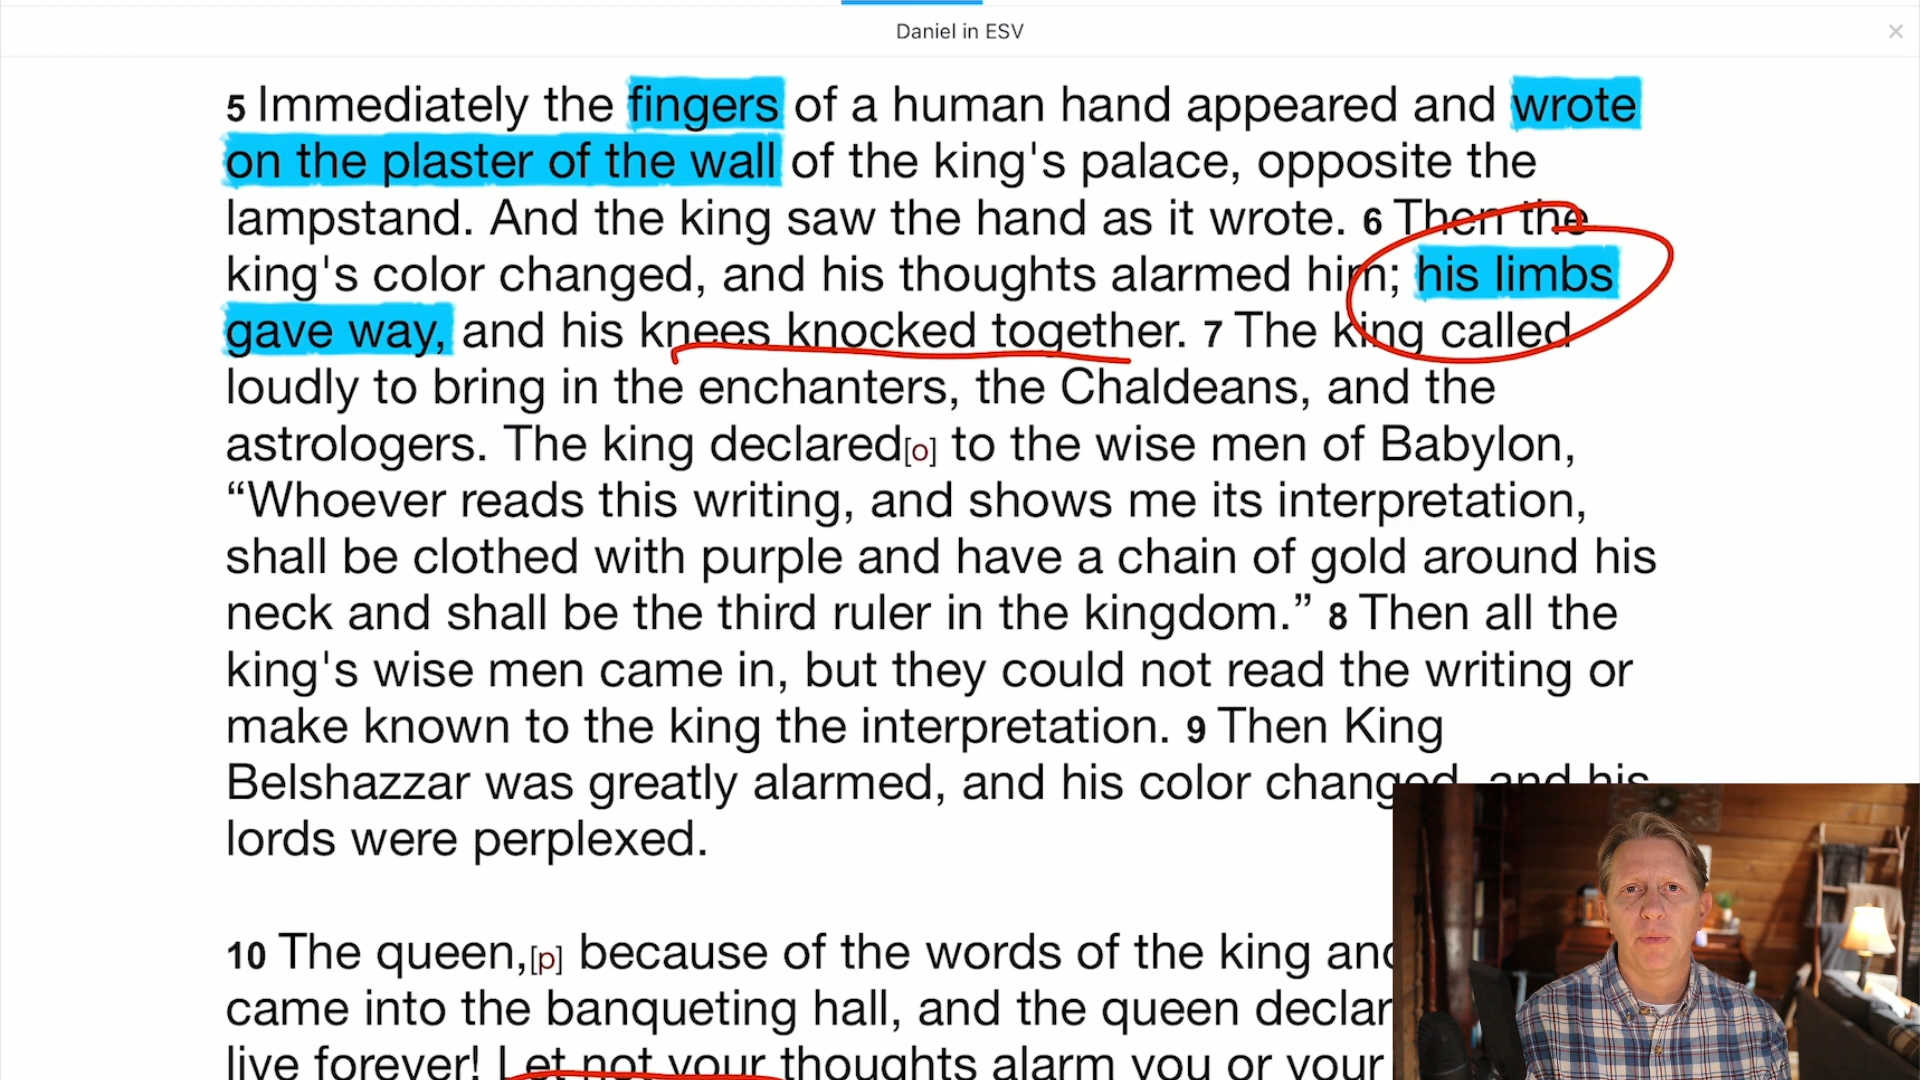 Daniel in ESV
5 Immediately the fingers of a human hand appeared and wrote
on the plaster of the wall of the king's palace, opposite the
lampstand. And the king saw the hand as it wrote. 6 Then the
king's color changed, and his thoughts alarmed him; his limbs
gave way, and his knees knocked together. 7 The king called
loudly to bring in the enchanters, the Chaldeans, and the
astrologers. The king declared[o] to the wise men of Babylon,
“Whoever reads this writing, and shows me its interpretation,
shall be clothed with purple and have a chain of gold around his
neck and shall be the third ruler in the kingdom.” 8 Then all the
king's wise men came in, but they could not read the writing or
make known to the king the interpretation. 9 Then King
Belshazzar was greatly alarmed, and his color changed, and his
lords were perplexed.
10 The queen,[p] because of the words of the king and
came into the banqueting hall, and the queen declar
live forever! Let not your thoughts alarm you or your